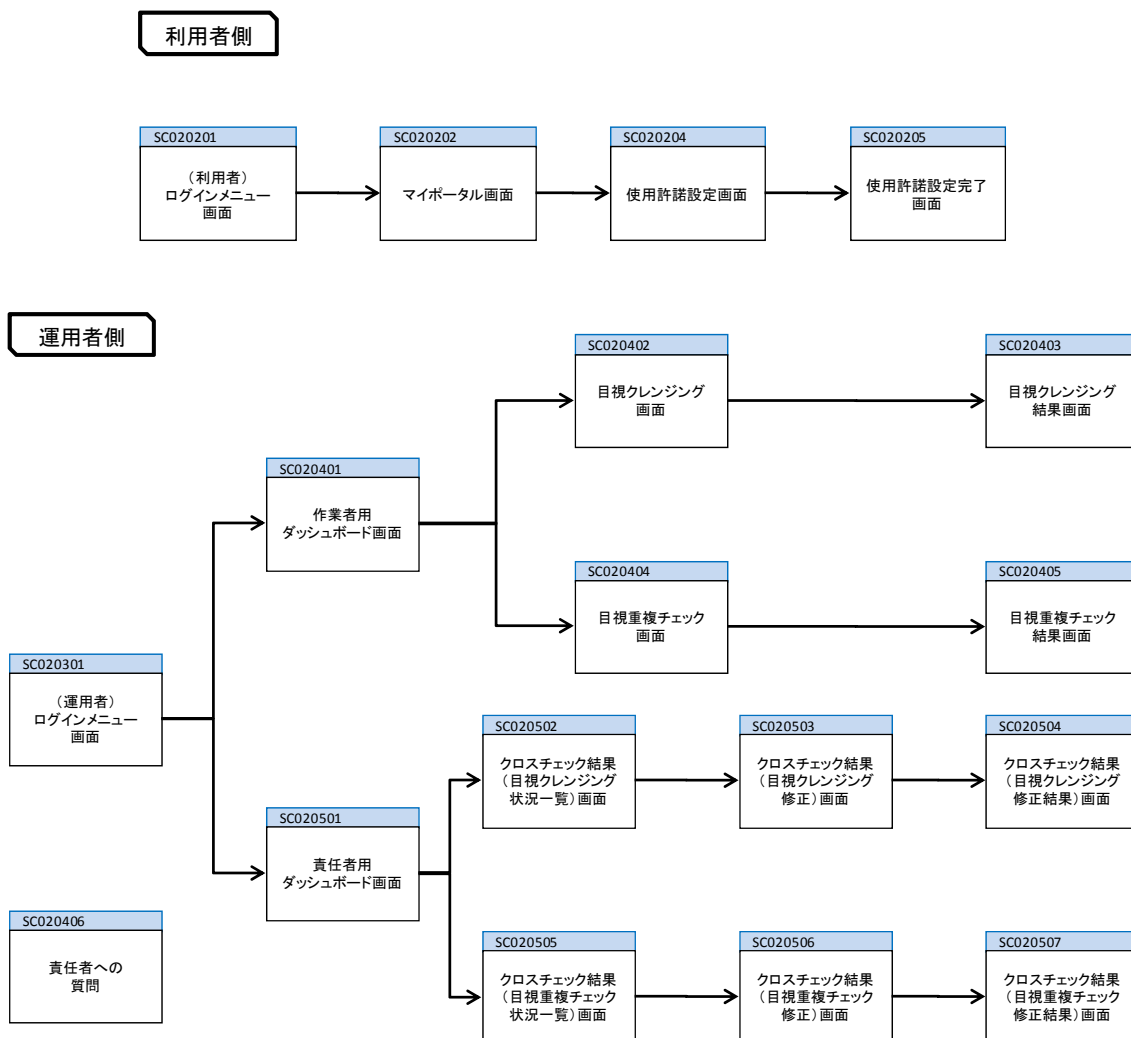 利用者側
SC020201
（利用者）
ログインメニュー
画面
SC020202
マイポータル画面
SC020204
使用許諾設定画面
SC020205
使用許諾設定完了
画面
運用者側
SC020402
目視クレンジング
画面
SC020403
目視クレンジング
結果画面
SC020401
作業者用
ダッシュボード画面
SC020404
目視重複チェック
画面
SC020405
目視重複チェック
結果画面
SC020301
（運用者）
ログインメニュー
画面
SC020502
クロスチェック結果
（目視クレンジング
状況一覧）画面
SC020503
クロスチェック結果
（目視クレンジング
修正）画面
SC020504
クロスチェック結果
（目視クレンジング
修正結果）画面
SC020501
責任者用
ダッシュボード画面
SC020406
責任者への
質問
SC020505
クロスチェック結果
（目視重複チェック
状況一覧）画面
SC020506
クロスチェック結果
（目視重複チェック
修正）画面
SC020507
クロスチェック結果
（目視重複チェック
修正結果）画面